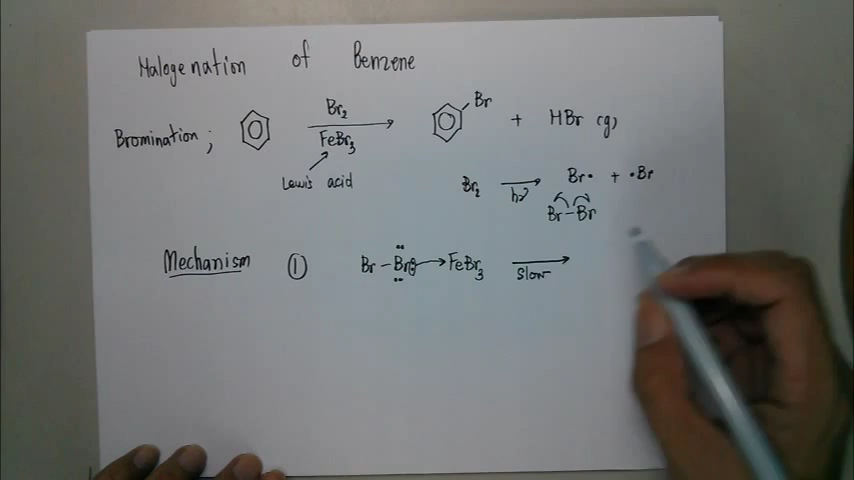 Halogenation of Benzene
Bromination; Br₂ Br
FeBr₃ + HBr (g)
Lewis acid
Br₂ hν Br• + •Br
Br–Br
Mechanism ① Br–Br FeBr₃ slow